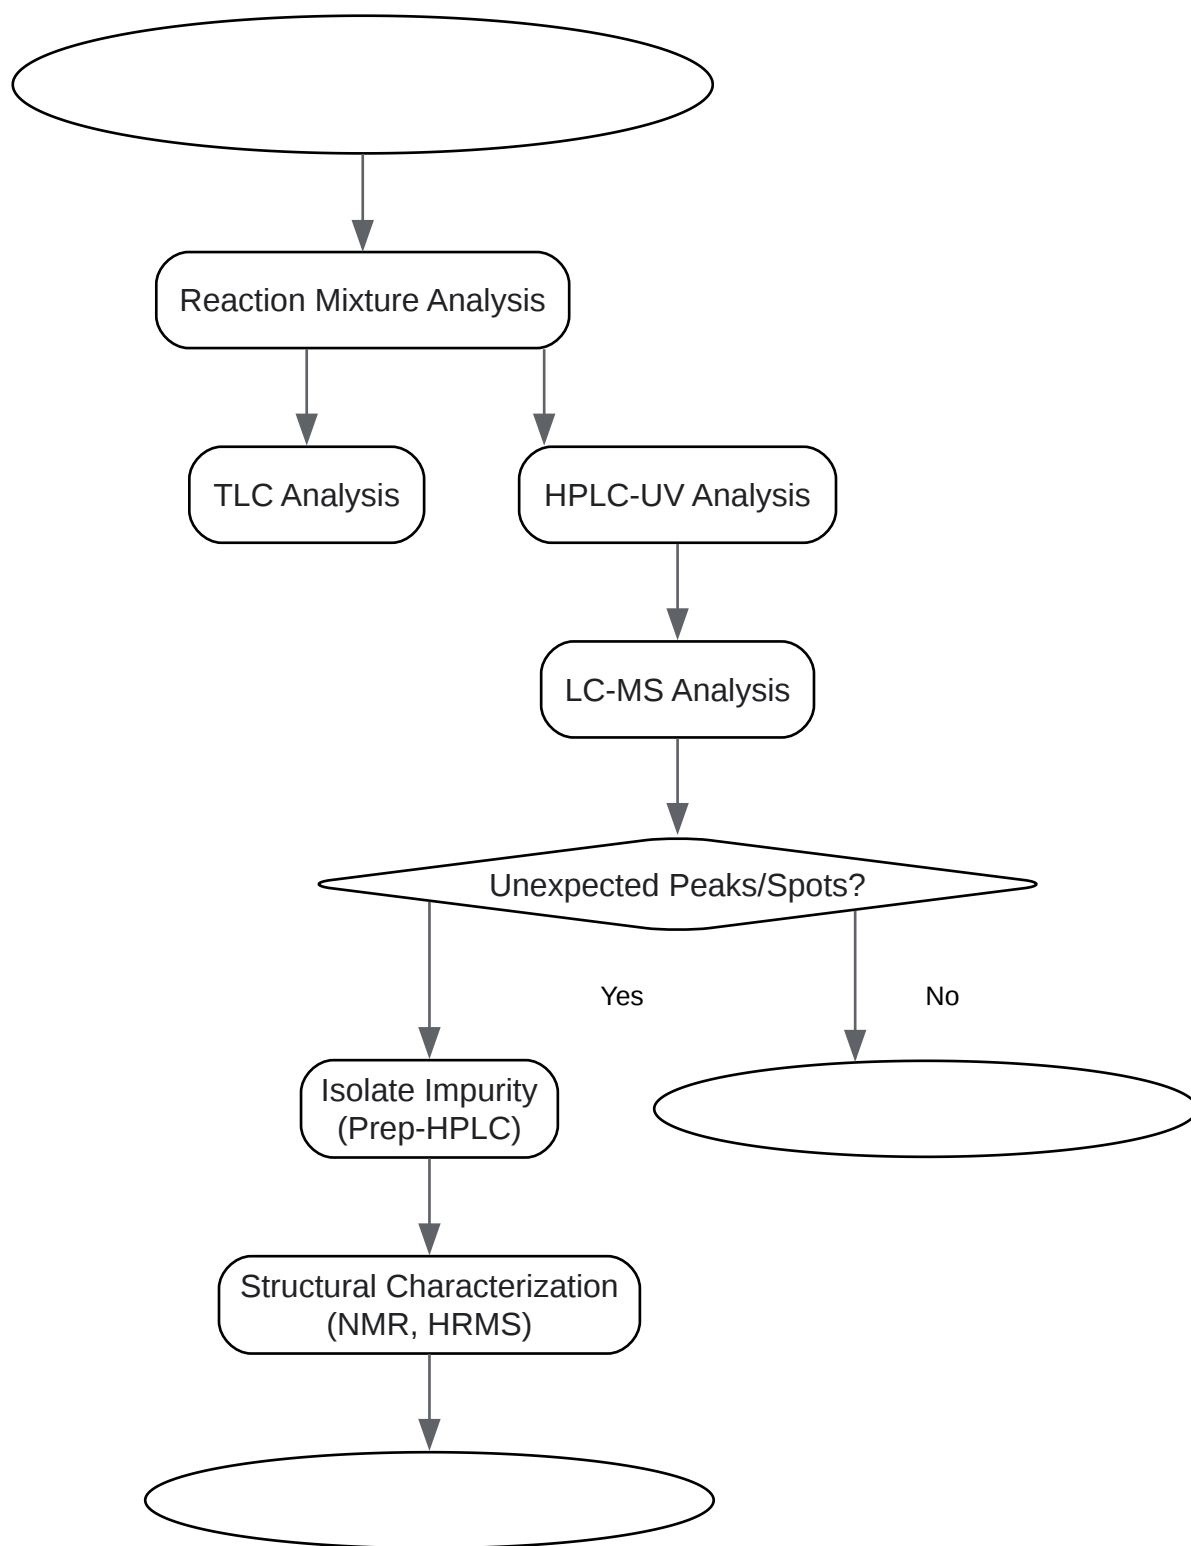 Reaction Mixture Analysis
TLC Analysis
HPLC-UV Analysis
LC-MS Analysis
Unexpected Peaks/Spots?
Yes
No
Isolate Impurity
(Prep-HPLC)
Structural Characterization
(NMR, HRMS)